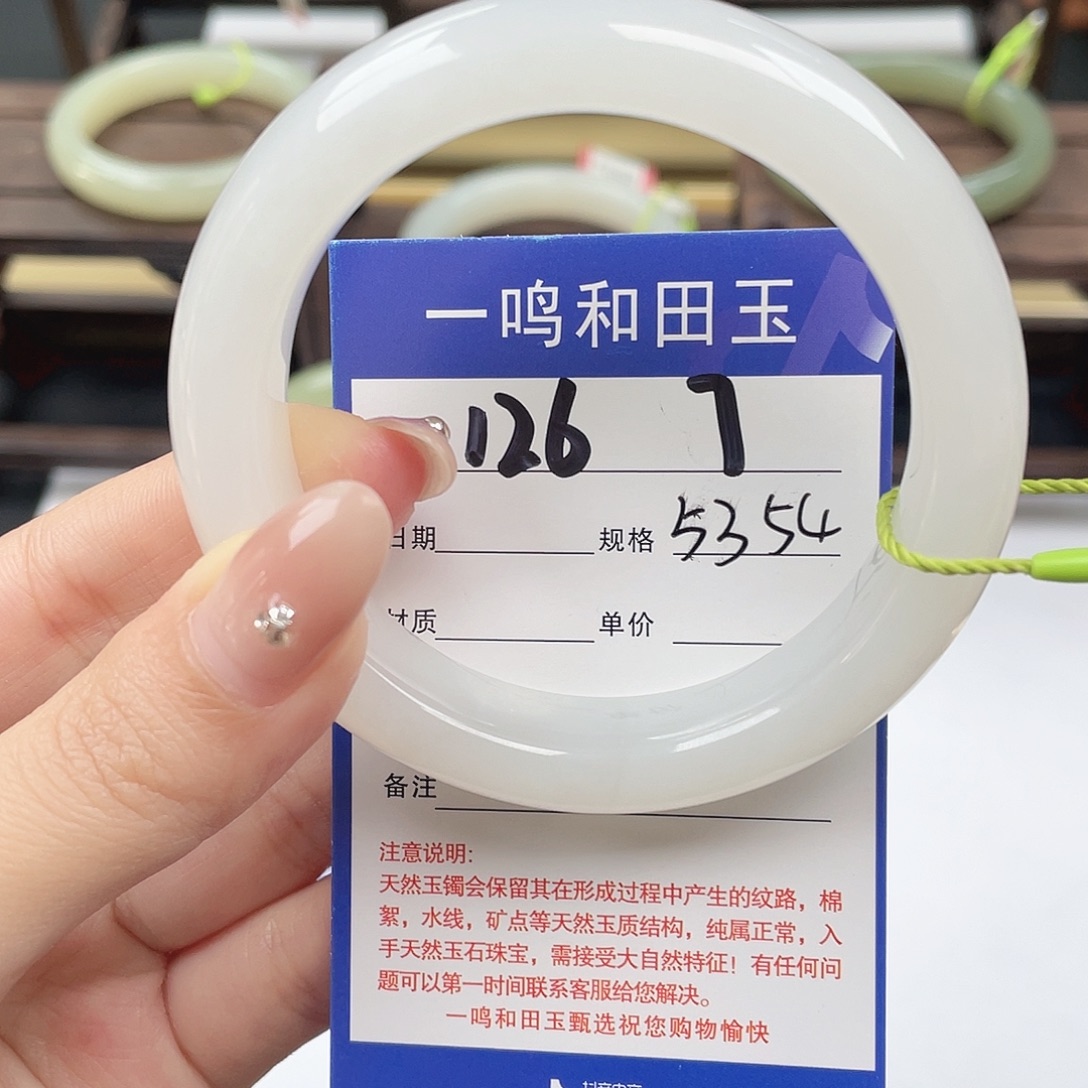 一鸣和田玉
126 7
日期 规格 53 54
材质 单价
备注
注意说明:
天然玉镯会保留其在形成过程中产生的纹路，棉
絮，水线，矿点等天然玉质结构，纯属正常，入
手天然玉石珠宝，需接受大自然特征！有任何问
题可以第一时间联系客服给您解决。
一鸣和田玉甄选祝您购物愉快